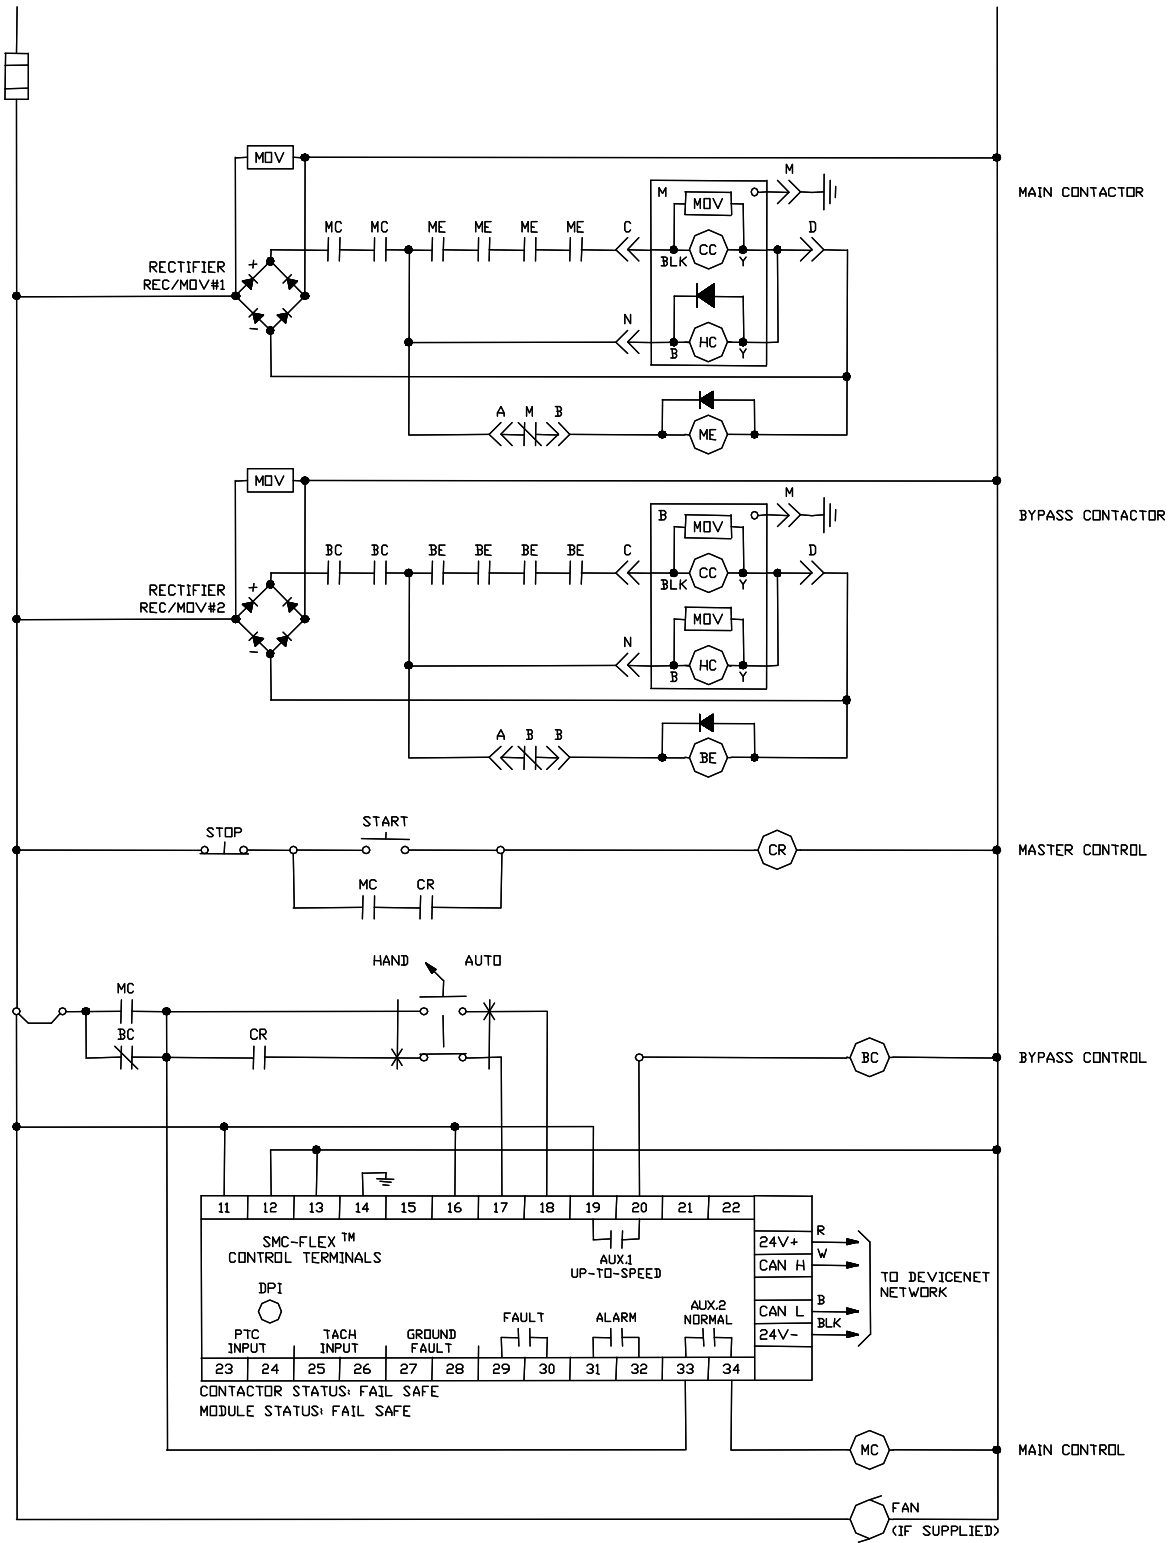 MOV
M
MAIN CONTACTOR
M
MOV
MC MC ME ME ME ME C CC D
BLK Y
RECTIFIER
REC/MOV#1
+
-
N HC
B Y
A M B
ME
MOV
M
BYPASS CONTACTOR
B
MOV
BC BC BE BE BE BE C CC D
BLK Y
RECTIFIER
REC/MOV#2
+
-
MOV
N HC
B Y
A B B
BE
STOP START
CR MASTER CONTROL
MC CR
HAND AUTO
MC
BC CR
BC BYPASS CONTROL
11 12 13 14 15 16 17 18 19 20 21 22
SMC-FLEX™
CONTROL TERMINALS
AUX.1
UP-TO-SPEED
24V+ R
CAN H W
CAN L B
24V- BLK
TO DEVICENET
NETWORK
DPI
PTC
INPUT
TACH
INPUT
GROUND
FAULT
FAULT
ALARM
AUX.2
NORMAL
23 24 25 26 27 28 29 30 31 32 33 34
CONTACTOR STATUS: FAIL SAFE
MODULE STATUS: FAIL SAFE
MC MAIN CONTROL
FAN
(IF SUPPLIED)